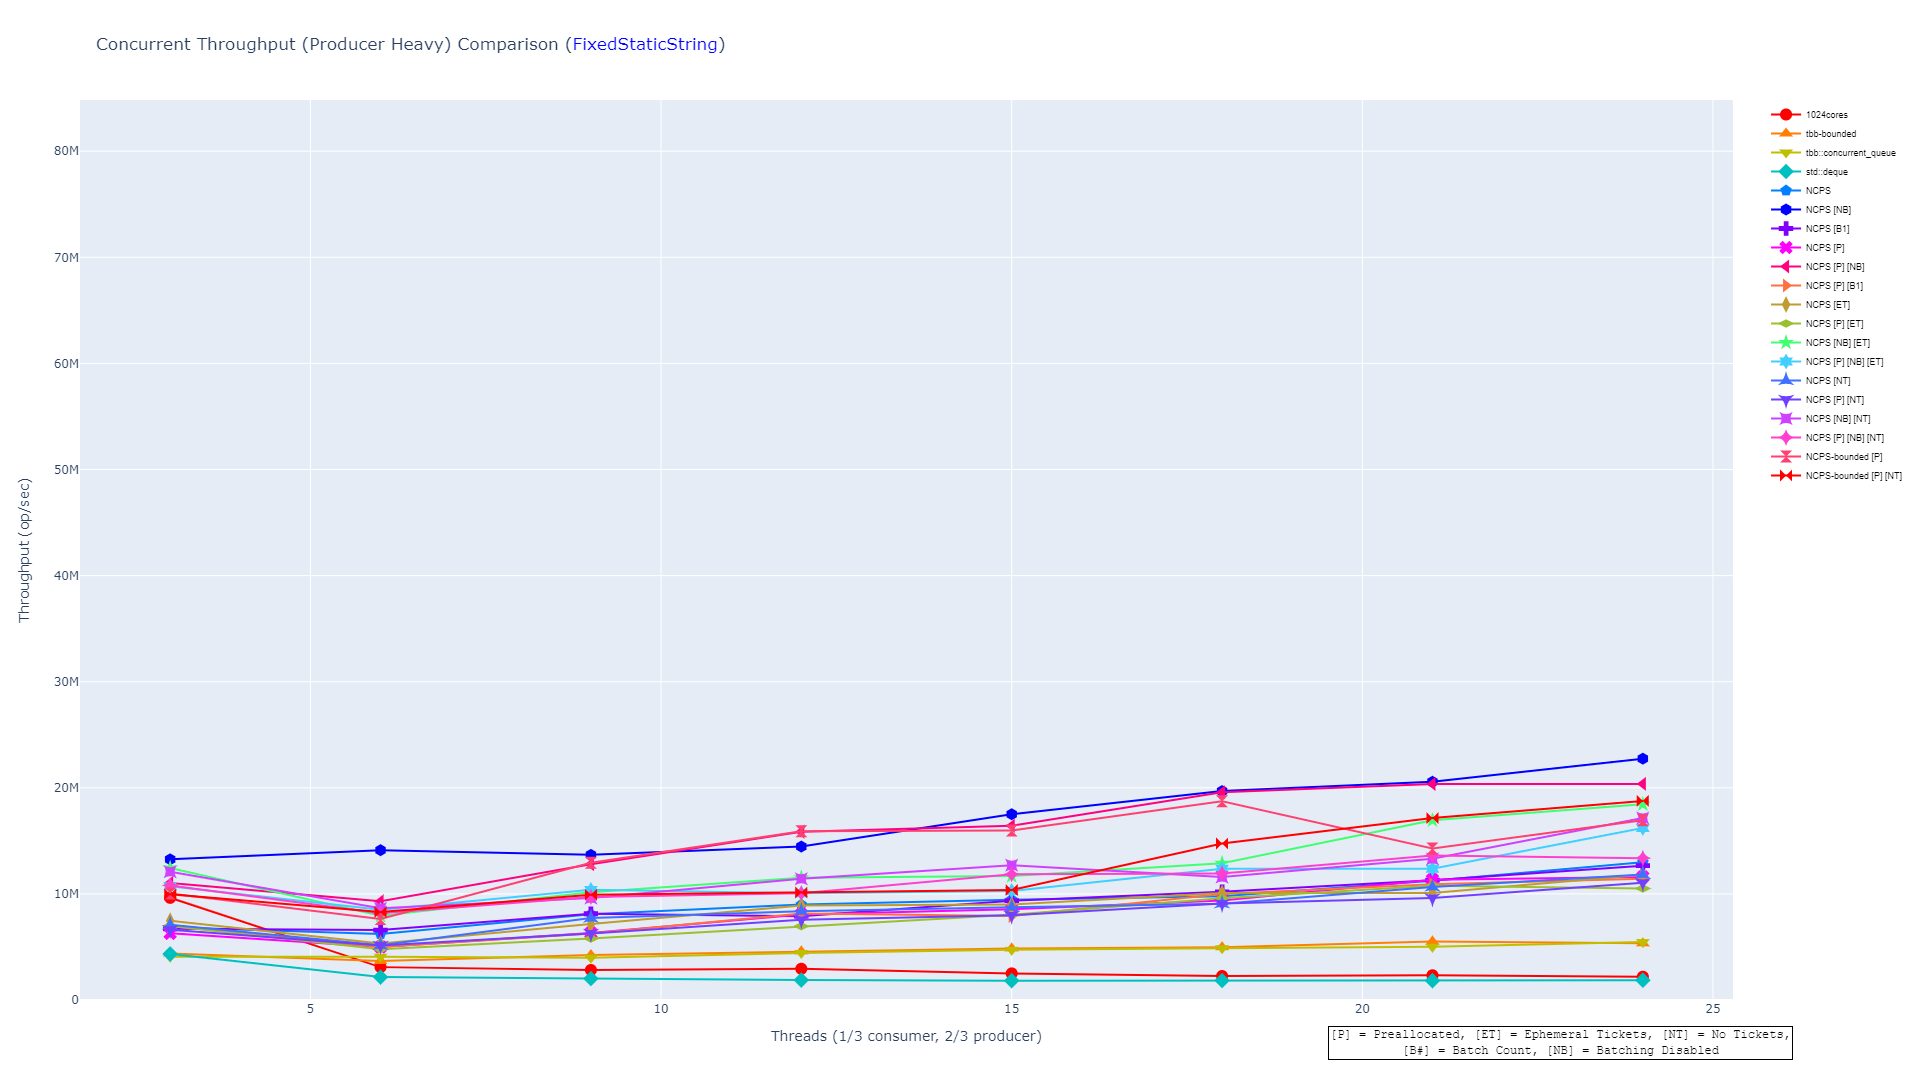 Concurrent Throughput (Producer Heavy) Comparison (FixedStaticString)
80M
70M
60M
50M
40M
30M
20M
10M
0
Throughput (op/sec)
5
10
15
20
25
Threads (1/3 consumer, 2/3 producer)
1024cores
tbb-bounded
tbb::concurrent_queue
std::deque
NCPS
NCPS [NB]
NCPS [B1]
NCPS [P]
NCPS [P] [NB]
NCPS [P] [B1]
NCPS [ET]
NCPS [P] [ET]
NCPS [NB] [ET]
NCPS [P] [NB] [ET]
NCPS [NT]
NCPS [P] [NT]
NCPS [NB] [NT]
NCPS [P] [NB] [NT]
NCPS-bounded [P]
NCPS-bounded [P] [NT]
[P] = Preallocated, [ET] = Ephemeral Tickets, [NT] = No Tickets,
[B#] = Batch Count, [NB] = Batching Disabled